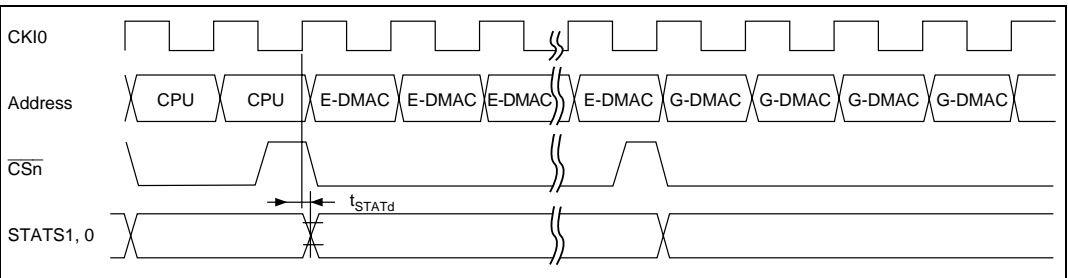 CKI0
Address CPU CPU E-DMAC E-DMAC E-DMAC E-DMAC G-DMAC G-DMAC G-DMAC G-DMAC
CSn
tSTATd
STATS1, 0